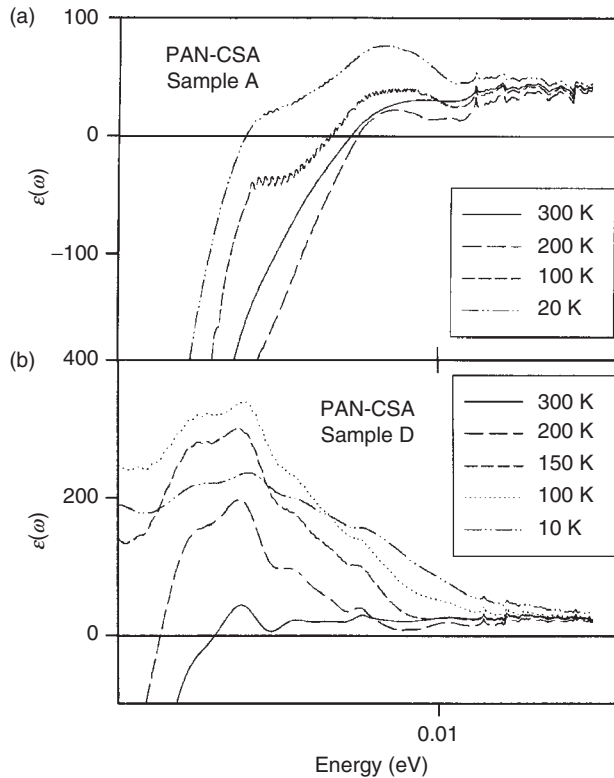 (a)
100
PAN-CSA
Sample A
0
ε(ω)
−100
300 K
200 K
100 K
20 K
400
(b)
PAN-CSA
Sample D
300 K
200 K
150 K
100 K
10 K
ε(ω)
200
0
0.01
Energy (eV)